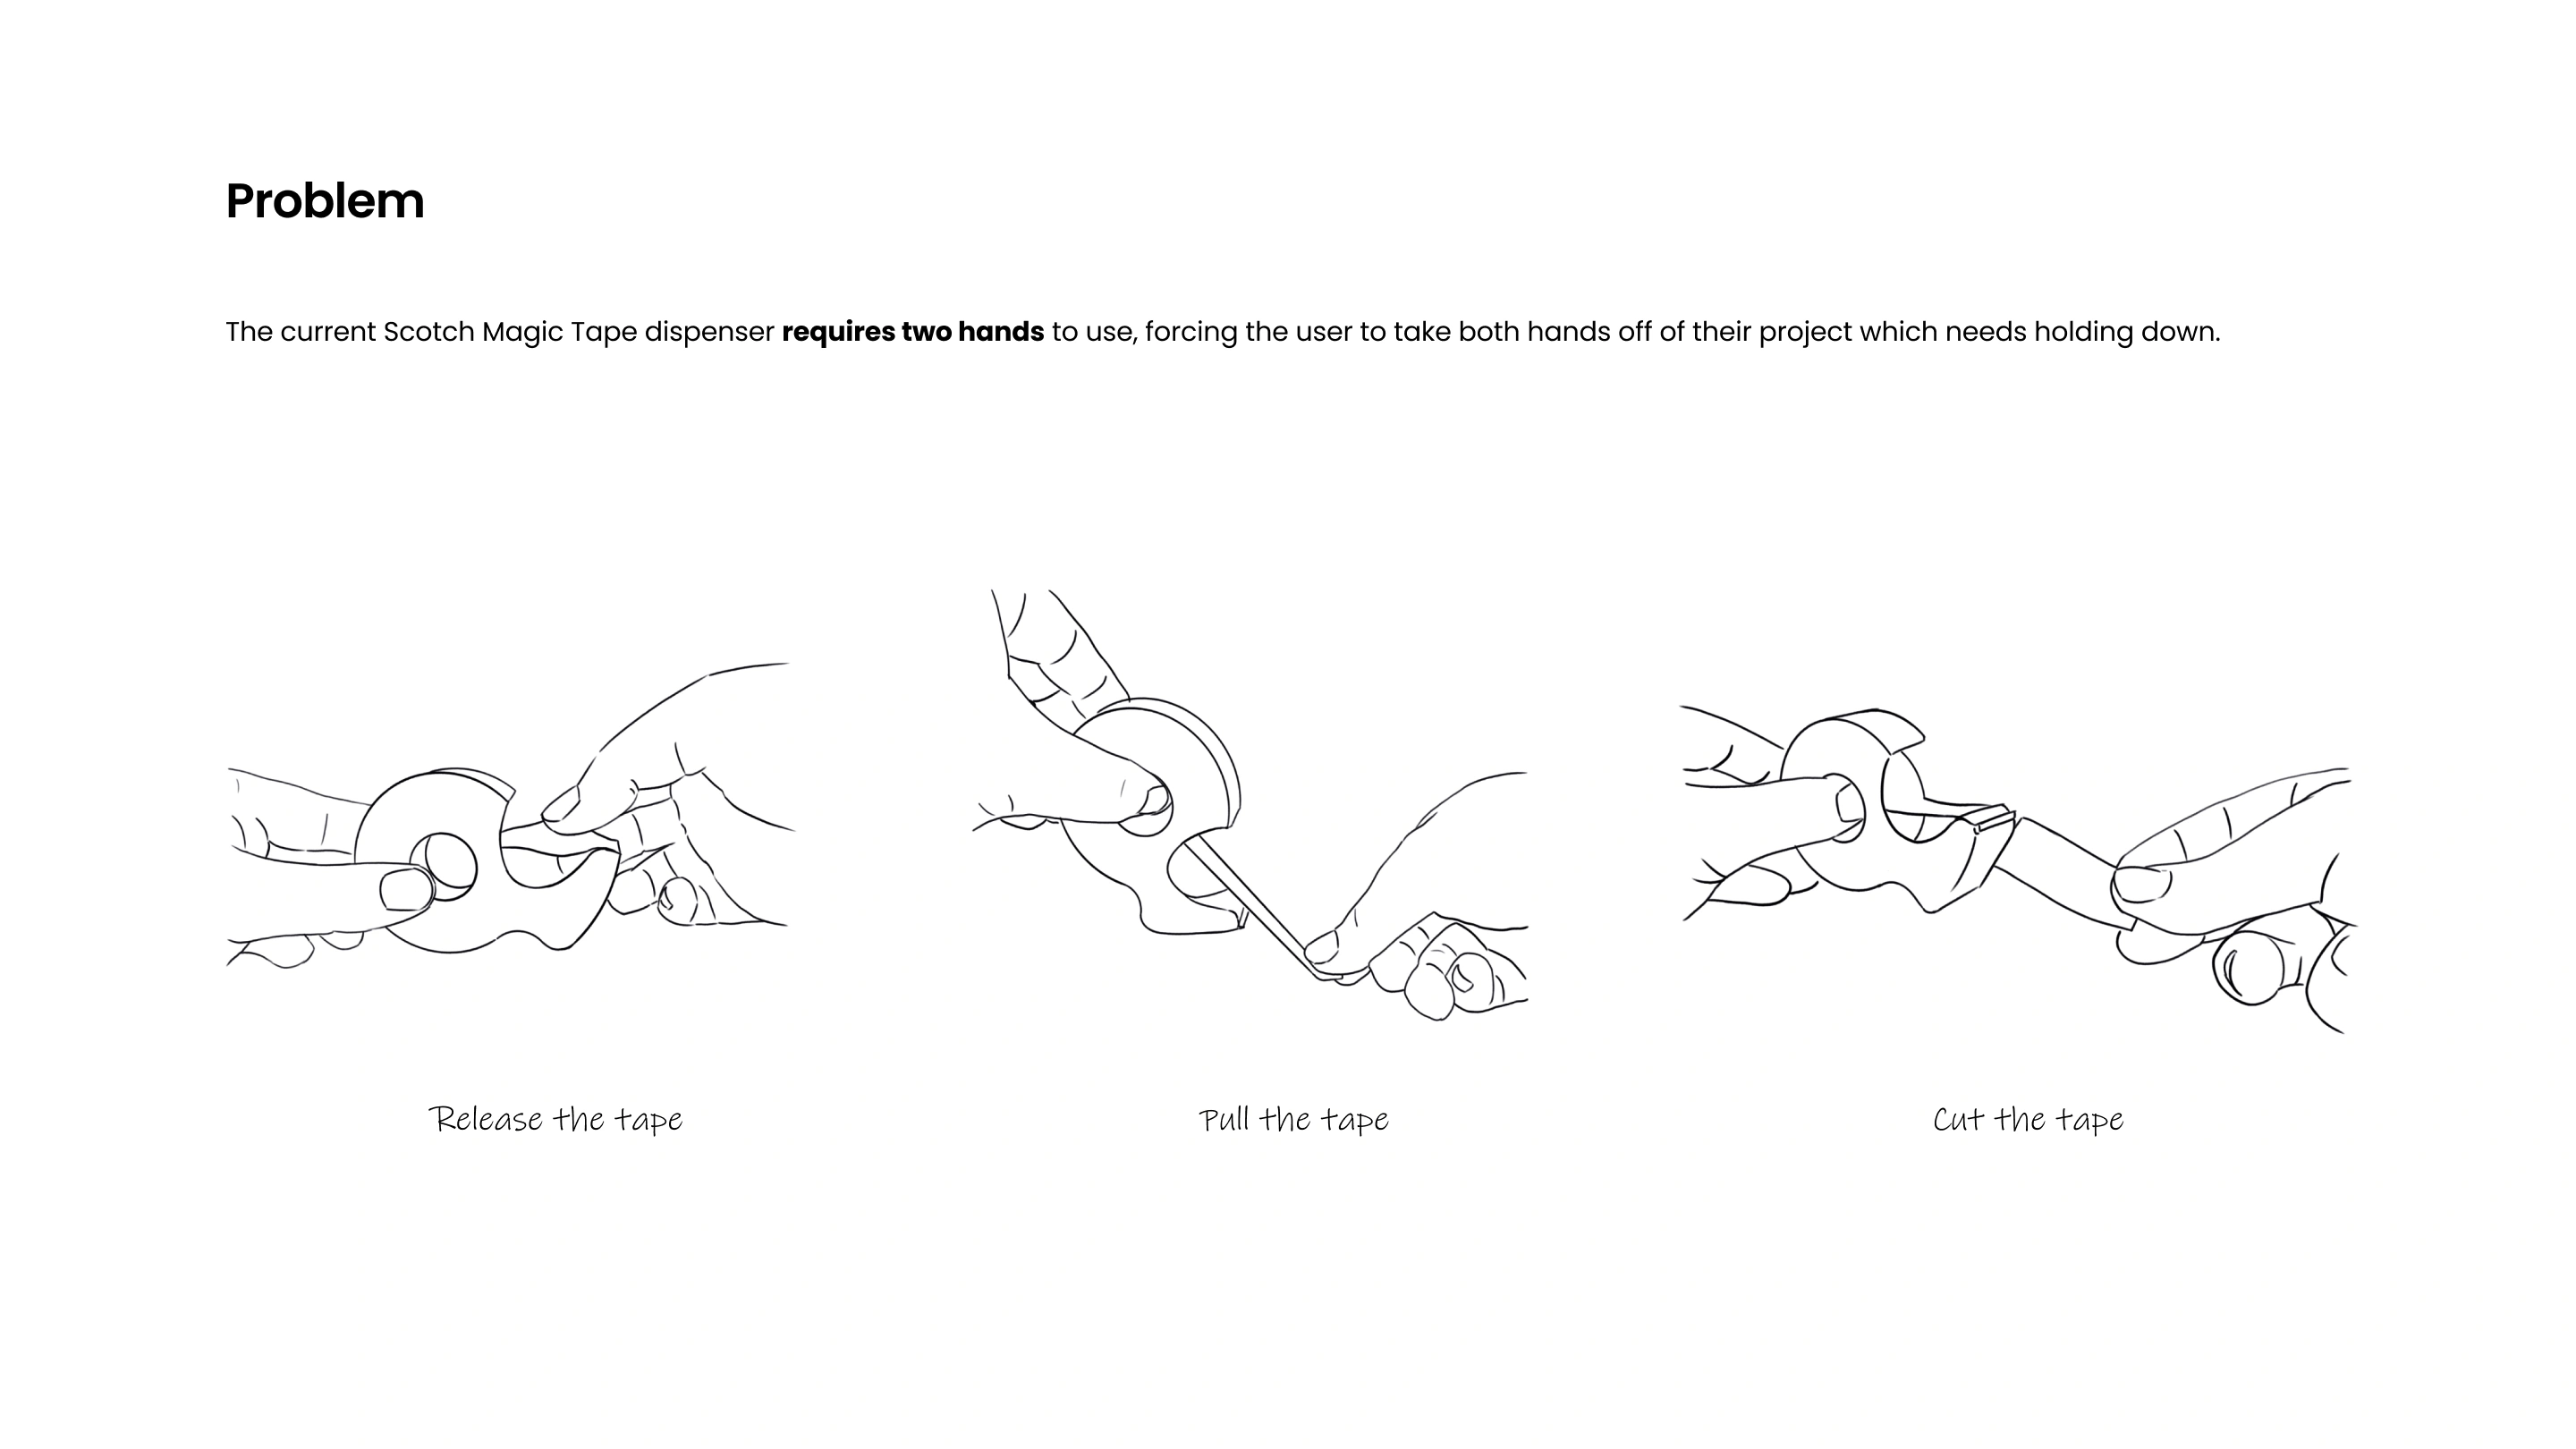 Problem
The current Scotch Magic Tape dispenser requires two hands to use, forcing the user to take both hands off of their project which needs holding down.
Release the tape
Pull the tape
Cut the tape